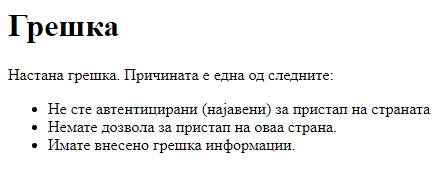 Грешка
Настана грешка. Причината е една од следните:
Не сте автентицирани (најавени) за пристап на страната
Немате дозвола за пристап на оваа страна.
Имате внесено грешка информации.